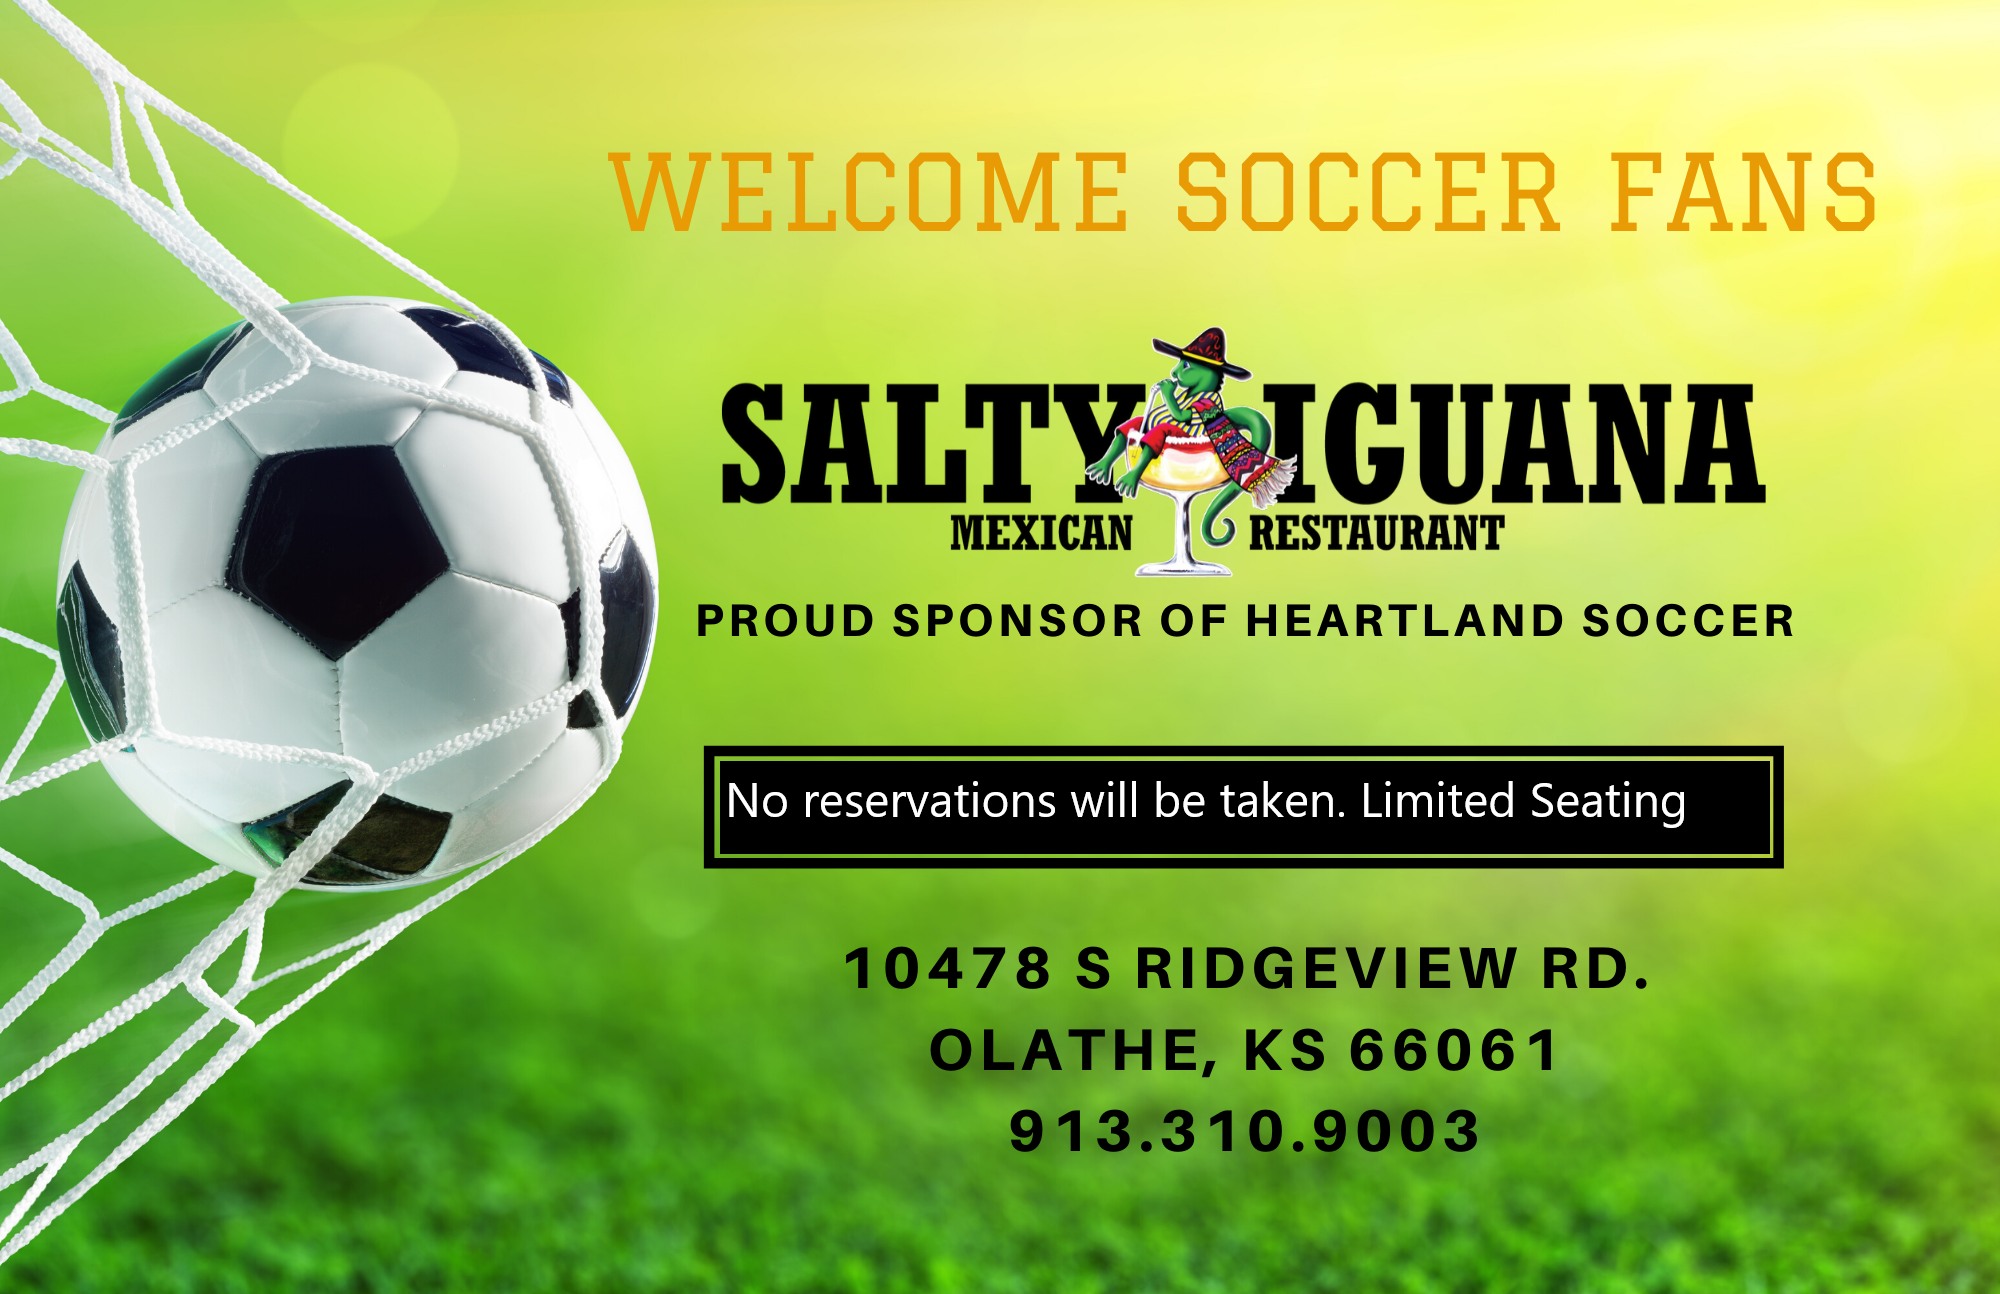 WELCOME SOCCER FANS
SALTY IGUANA
MEXICAN RESTAURANT
PROUD SPONSOR OF HEARTLAND SOCCER
No reservations will be taken. Limited Seating
10478 S RIDGEVIEW RD.
OLATHE, KS 66061
913.310.9003